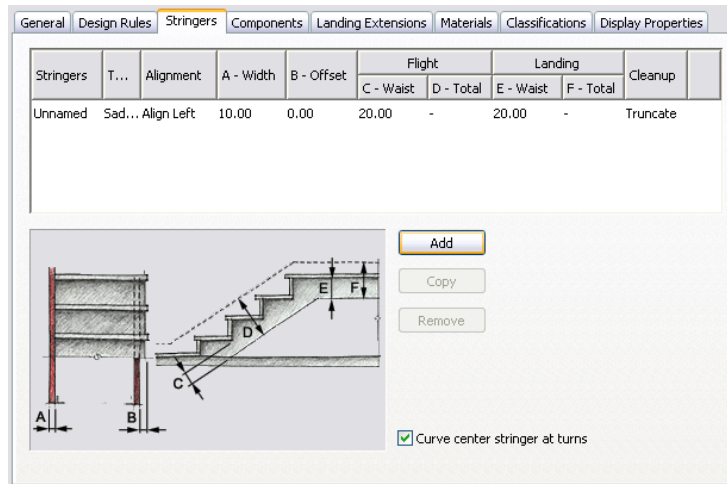 General Design Rules Stringers Components Landing Extensions Materials Classifications Display Properties
Stringers T... Alignment A - Width B - Offset Flight Landing Cleanup
C - Waist D - Total E - Waist F - Total
Unnamed Sad... Align Left 10.00 0.00 20.00 - 20.00 - Truncate
Add
Copy
Remove
E F
D
C
A B
Curve center stringer at turns